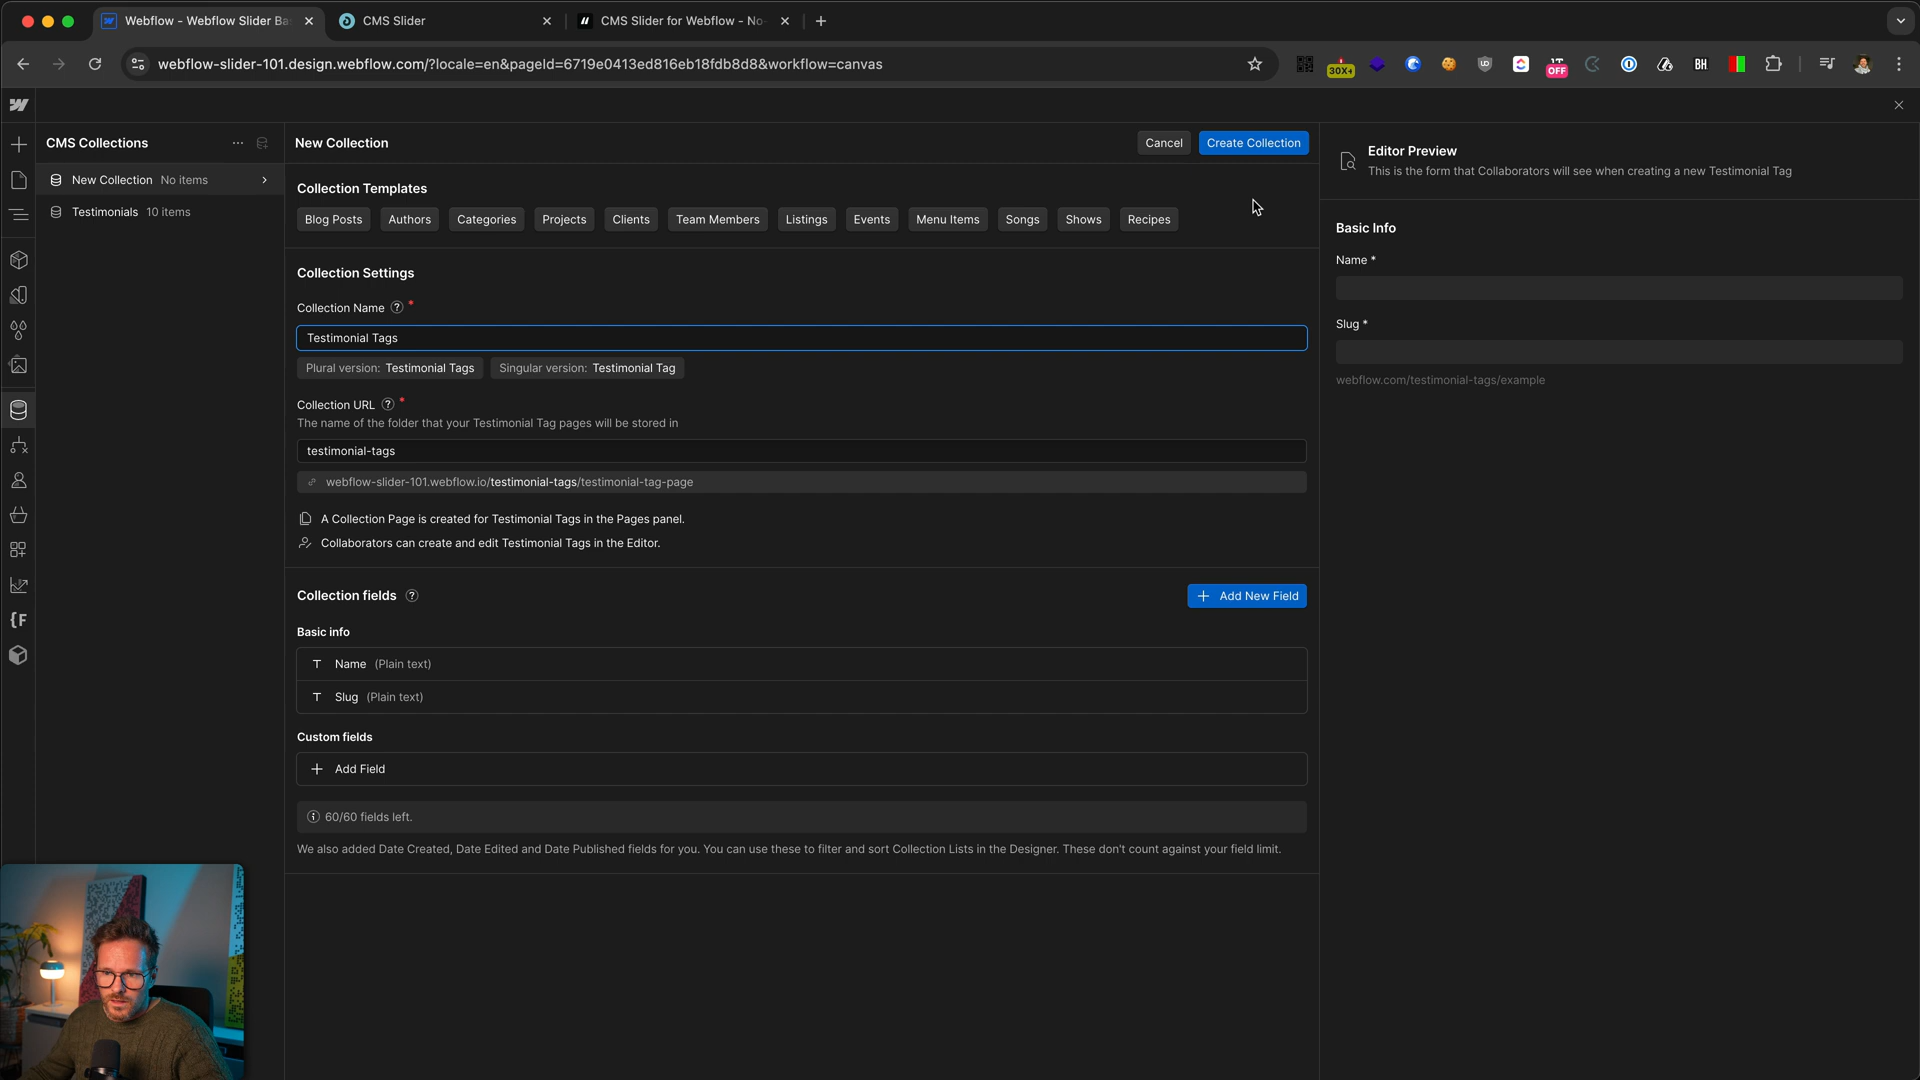 Webflow - Webflow Slider Ba
CMS Slider
CMS Slider for Webflow - No-
webflow-slider-101.design.webflow.com/?locale=en&pageId=6719e0413ed816eb18fdb8d8&workflow=canvas
30X+
OFF
BH
CMS Collections
New Collection
Cancel
Create Collection
Editor Preview
This is the form that Collaborators will see when creating a new Testimonial Tag
New Collection No items
Testimonials 10 items
Collection Templates
Blog Posts
Authors
Categories
Projects
Clients
Team Members
Listings
Events
Menu Items
Songs
Shows
Recipes
Basic Info
Name *
Slug *
webflow.com/testimonial-tags/example
Collection Settings
Collection Name ? *
Testimonial Tags
Plural version: Testimonial Tags
Singular version: Testimonial Tag
Collection URL ? *
The name of the folder that your Testimonial Tag pages will be stored in
testimonial-tags
webflow-slider-101.webflow.io/testimonial-tags/testimonial-tag-page
A Collection Page is created for Testimonial Tags in the Pages panel.
Collaborators can create and edit Testimonial Tags in the Editor.
Collection fields ?
+ Add New Field
Basic info
T Name (Plain text)
T Slug (Plain text)
Custom fields
+ Add Field
60/60 fields left.
We also added Date Created, Date Edited and Date Published fields for you. You can use these to filter and sort Collection Lists in the Designer. These don't count against your field limit.